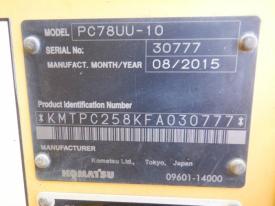 MODEL PC78UU-10
SERIAL NO: 30777
MANUFACT. MONTH/YEAR 08/2015
Product Identification Number
*KMTPC258KFA030777*
MANUFACTURER
Komatsu Ltd., Tokyo, Japan
KOMATSU 09601-14000